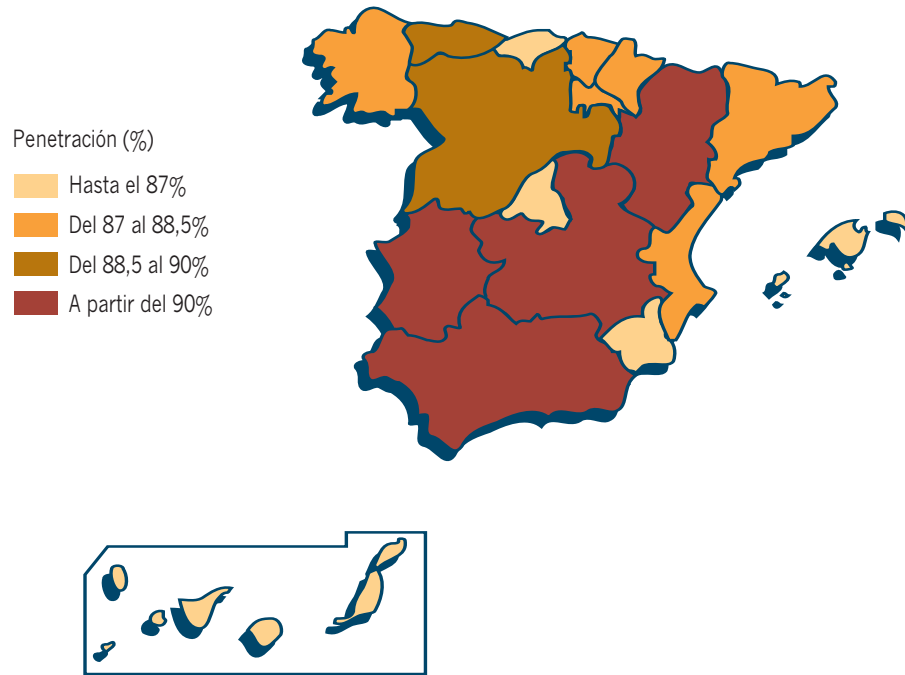 Penetración (%)
Hasta el 87%
Del 87 al 88,5%
Del 88,5 al 90%
A partir del 90%